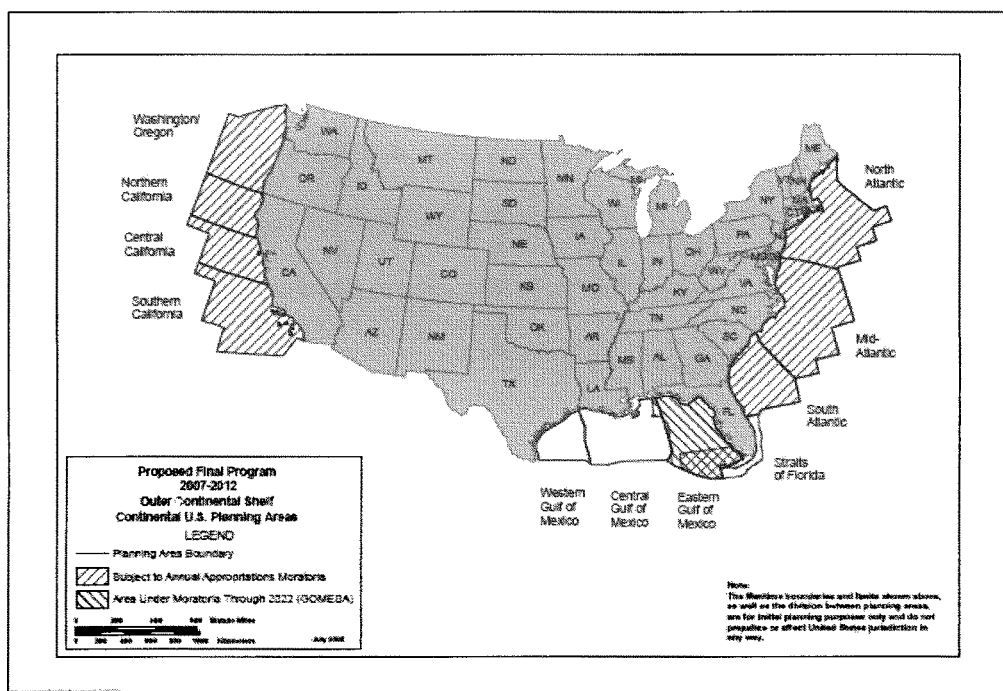 Washington/
Oregon
Northern
California
Central
California
Southern
California
WA
OR
CA
NV
ID
MT
WY
UT
AZ
CO
NM
ND
SD
NE
KS
OK
TX
MN
IA
MO
AR
LA
WI
IL
MI
IN
OH
KY
TN
MS
AL
GA
FL
SC
NC
VA
WV
PA
NY
ME
North
Atlantic
Mid-
Atlantic
South
Atlantic
Straits
of Florida
Western
Gulf of
Mexico
Central
Gulf of
Mexico
Eastern
Gulf of
Mexico
Proposed Final Program
2007-2012
Outer Continental Shelf
Continental U.S. Planning Areas
LEGEND
Planning Area Boundary
Subject to Annual Appropriations Moratoria
Area Under Moratoria Through 2022 (GOMESA)
Statute Miles
Kilometers
Note:
The Maritime boundaries and limits shown above,
as well as the division between planning areas,
are for initial planning purposes only and do not
prejudice or affect United States jurisdiction in
any way.